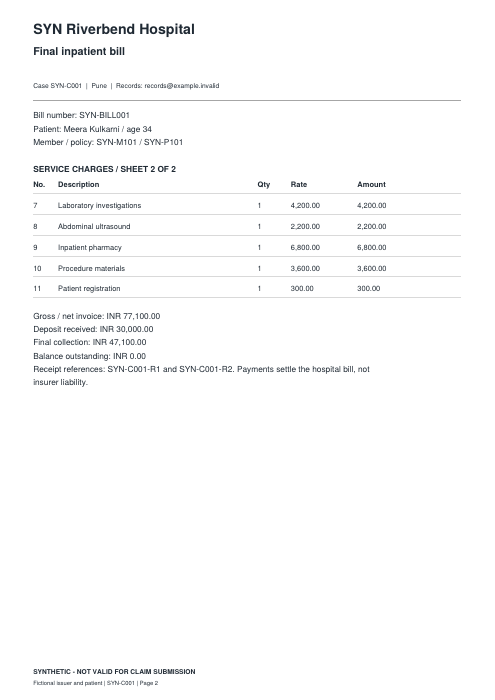 SYN Riverbend Hospital
Final inpatient bill
Case SYN-C001 | Pune | Records: records@example.invalid
Bill number: SYN-BILL001
Patient: Meera Kulkarni / age 34
Member / policy: SYN-M101 / SYN-P101
SERVICE CHARGES / SHEET 2 OF 2
No. Description Qty Rate Amount
7 Laboratory investigations 1 4,200.00 4,200.00
8 Abdominal ultrasound 1 2,200.00 2,200.00
9 Inpatient pharmacy 1 6,800.00 6,800.00
10 Procedure materials 1 3,600.00 3,600.00
11 Patient registration 1 300.00 300.00
Gross / net invoice: INR 77,100.00
Deposit received: INR 30,000.00
Final collection: INR 47,100.00
Balance outstanding: INR 0.00
Receipt references: SYN-C001-R1 and SYN-C001-R2. Payments settle the hospital bill, not
insurer liability.
SYNTHETIC - NOT VALID FOR CLAIM SUBMISSION
Fictional issuer and patient | SYN-C001 | Page 2